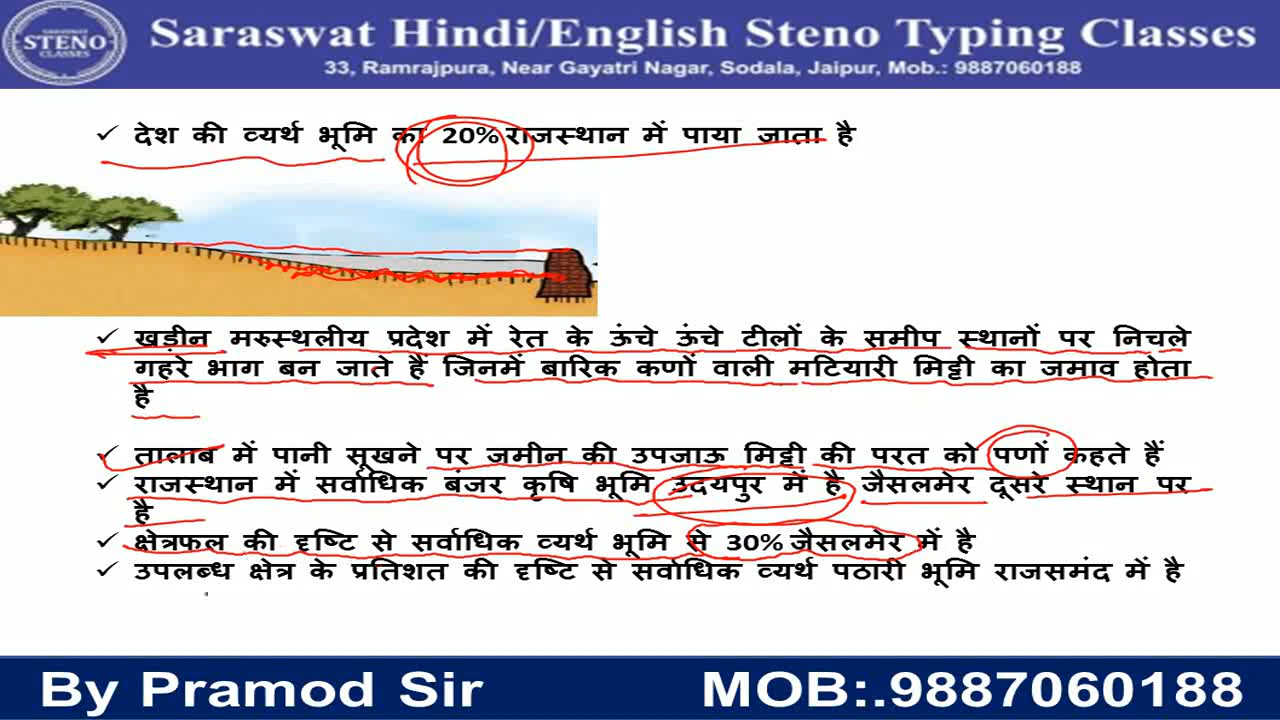 STENO
CLASSES
Saraswat Hindi/English Steno Typing Classes
33, Ramrajpura, Near Gayatri Nagar, Sodala, Jaipur, Mob.: 9887060188
✓ देश की व्यर्थ भूमि का 20% राजस्थान में पाया जाता है
✓ खड़ीन मरुस्थलीय प्रदेश में रेत के ऊंचे ऊंचे टीलों के समीप स्थानों पर निचले
गहरे भाग बन जाते हैं जिनमें बारिक कणों वाली मटियारी मिट्टी का जमाव होता
है
✓ तालाब में पानी सूखने पर जमीन की उपजाऊ मिट्टी की परत को पणों कहते हैं
✓ राजस्थान में सर्वाधिक बंजर कृषि भूमि उदयपुर में है जैसलमेर दूसरे स्थान पर
है
✓ क्षेत्रफल की दृष्टि से सर्वाधिक व्यर्थ भूमि से 30% जैसलमेर में है
✓ उपलब्ध क्षेत्र के प्रतिशत की दृष्टि से सर्वाधिक व्यर्थ पठारी भूमि राजसमंद में है
By Pramod Sir
MOB:.9887060188